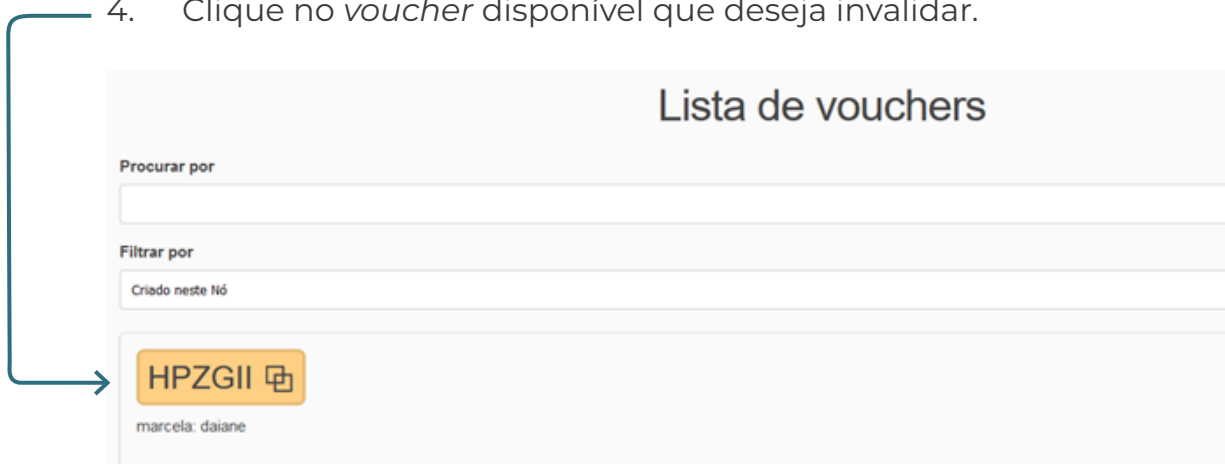 4. Clique no voucher disponível que deseja invalidar.
Lista de vouchers
Procurar por
Filtrar por
Criado neste Nó
HPZGII
marcela: daiane